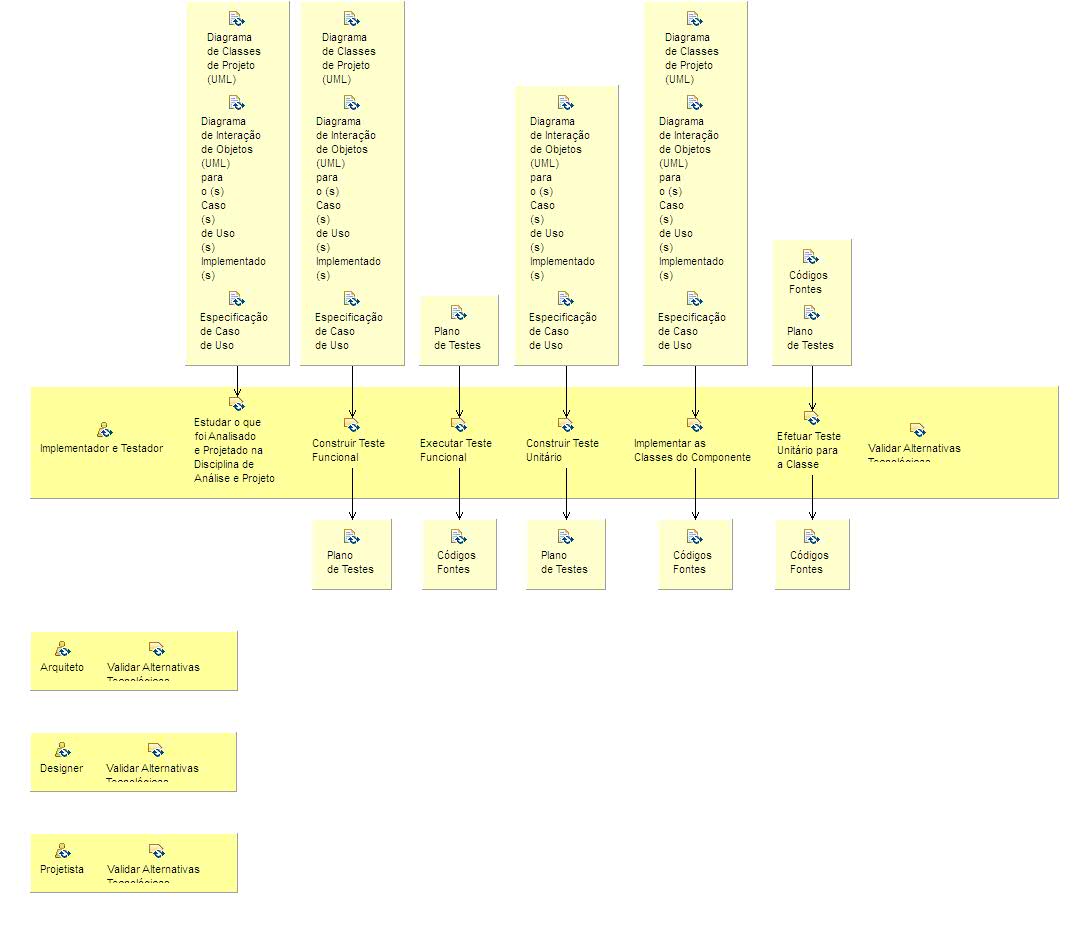 Diagrama
de Classes
de Projeto
(UML)
Diagrama
de Interação
de Objetos
(UML)
para
o (s)
Caso
(s)
de Uso
(s)
Implementado
(s)
Especificação
de Caso
de Uso
Diagrama
de Classes
de Projeto
(UML)
Diagrama
de Interação
de Objetos
(UML)
para
o (s)
Caso
(s)
de Uso
(s)
Implementado
(s)
Especificação
de Caso
de Uso
Plano
de Testes
Diagrama
de Interação
de Objetos
(UML)
para
o (s)
Caso
(s)
de Uso
(s)
Implementado
(s)
Especificação
de Caso
de Uso
Diagrama
de Classes
de Projeto
(UML)
Diagrama
de Interação
de Objetos
(UML)
para
o (s)
Caso
(s)
de Uso
(s)
Implementado
(s)
Especificação
de Caso
de Uso
Códigos
Fontes
Plano
de Testes
Implementador e Testador
Estudar o que
foi Analisado
e Projetado na
Disciplina de
Análise e Projeto
Construir Teste
Funcional
Executar Teste
Funcional
Construir Teste
Unitário
Implementar as
Classes do Componente
Efetuar Teste
Unitário para
a Classe
Validar Alternativas
Tecnológicas
Plano
de Testes
Códigos
Fontes
Plano
de Testes
Códigos
Fontes
Códigos
Fontes
Arquiteto
Validar Alternativas
Tecnológicas
Designer
Validar Alternativas
Tecnológicas
Projetista
Validar Alternativas
Tecnológicas